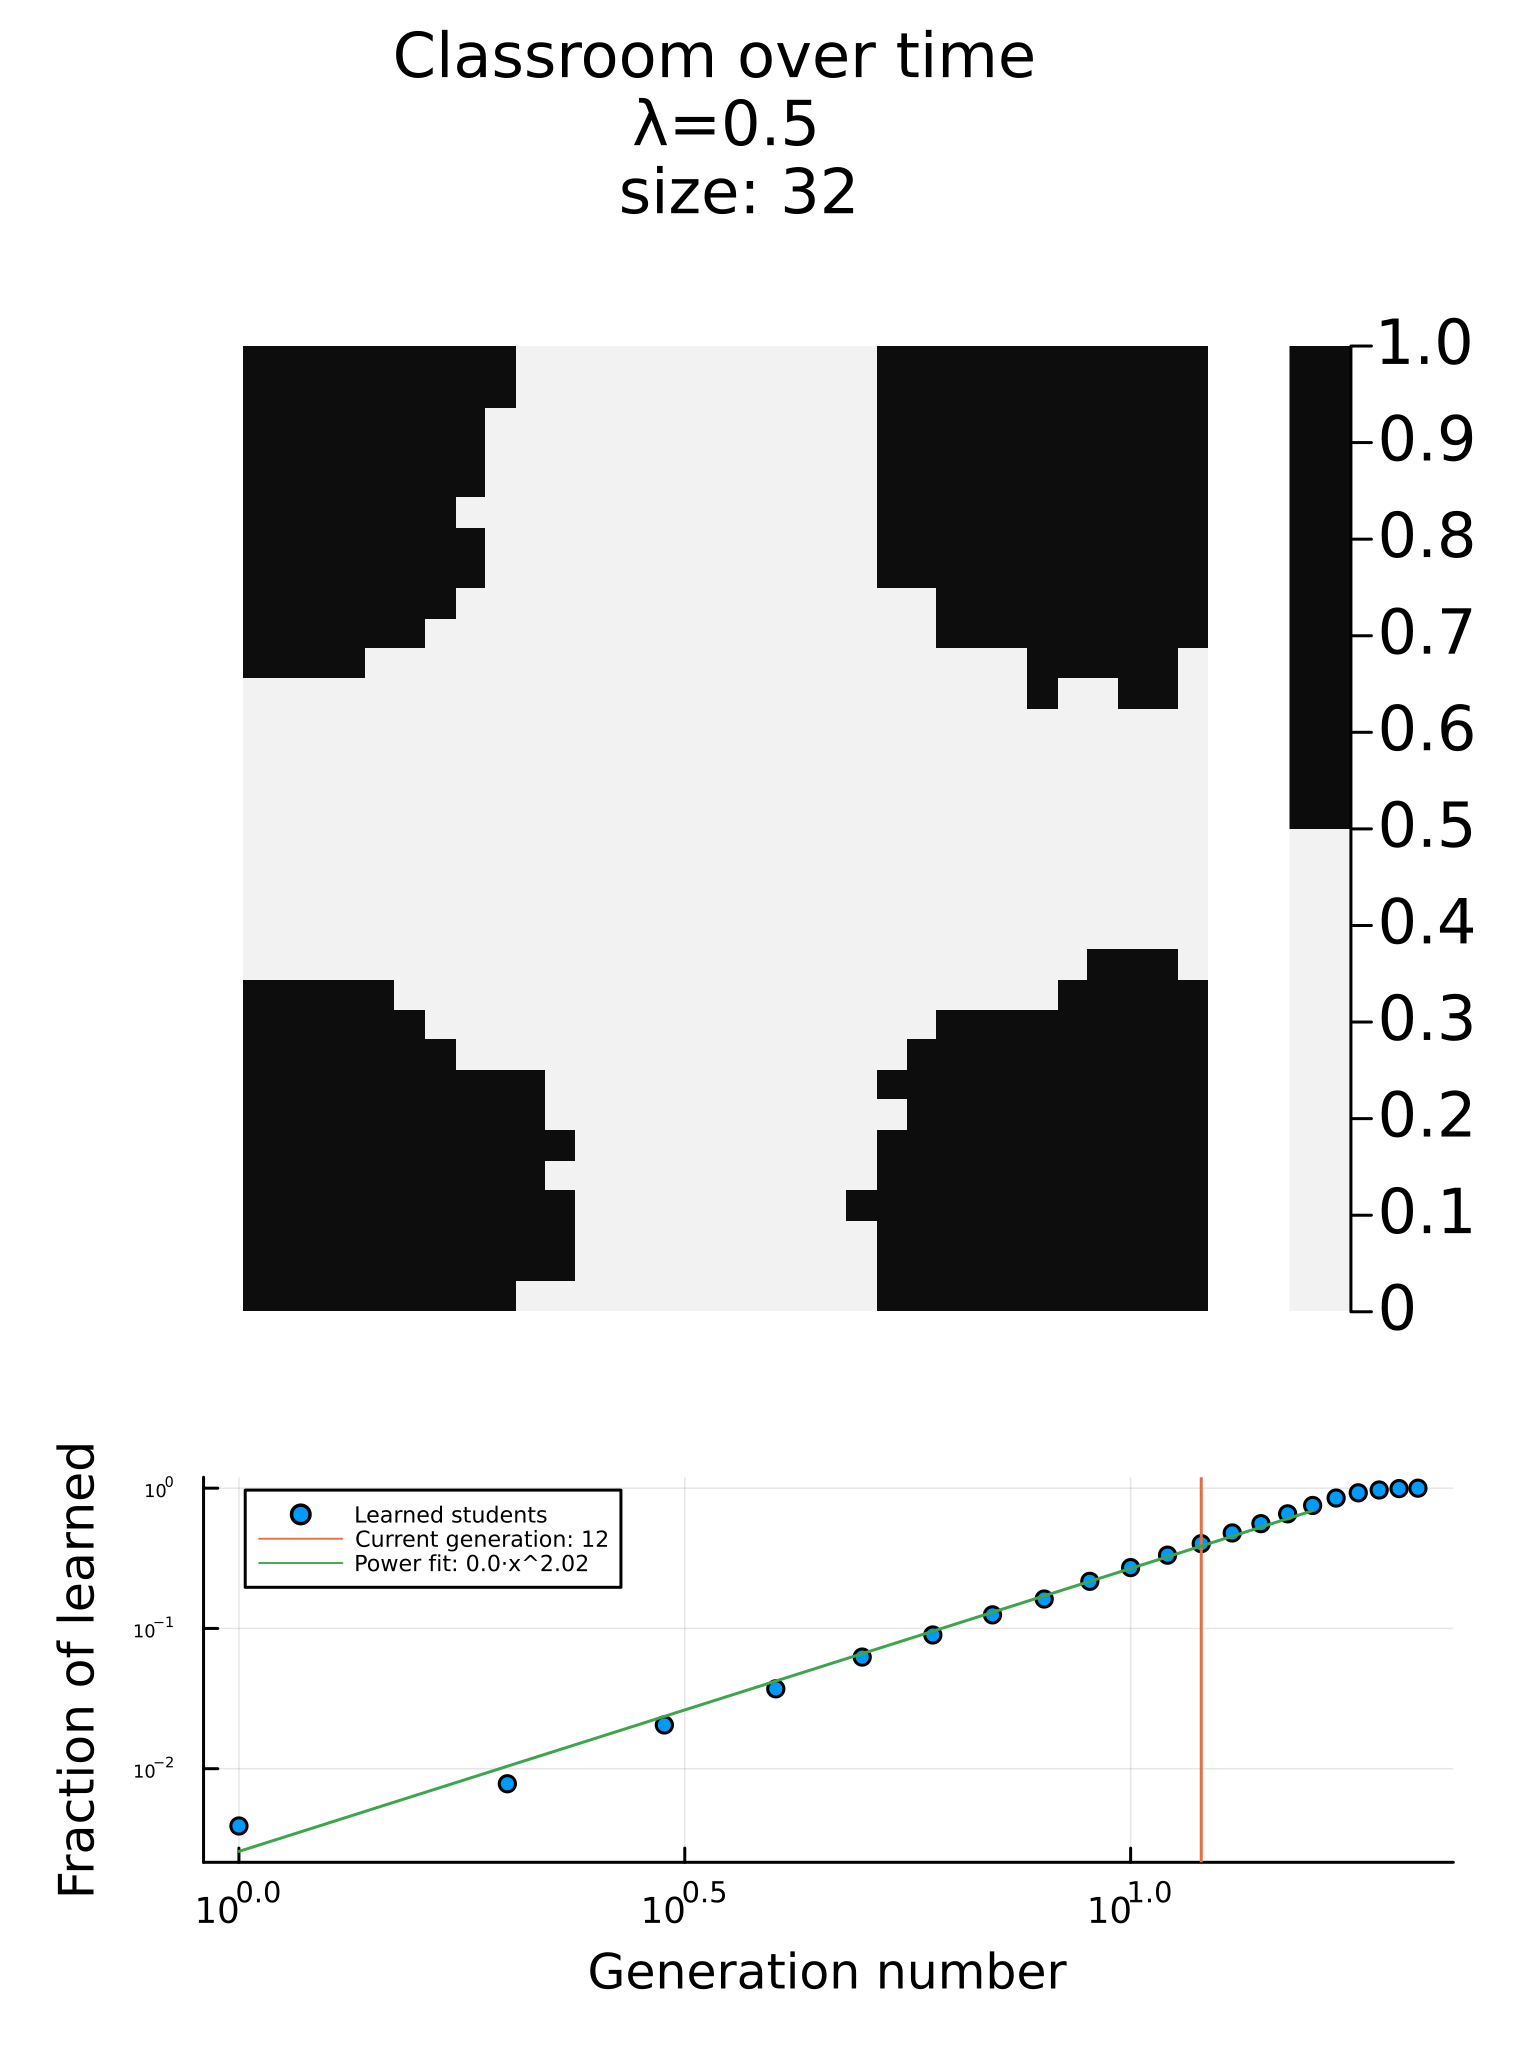 Classroom over time
λ=0.5
size: 32
1.0
0.9
0.8
0.7
0.6
0.5
0.4
0.3
0.2
0.1
0
Fraction of learned
10^0
10^−1
10^−2
Learned students
Current generation: 12
Power fit: 0.0·x^2.02
10^0.0
10^0.5
10^1.0
Generation number